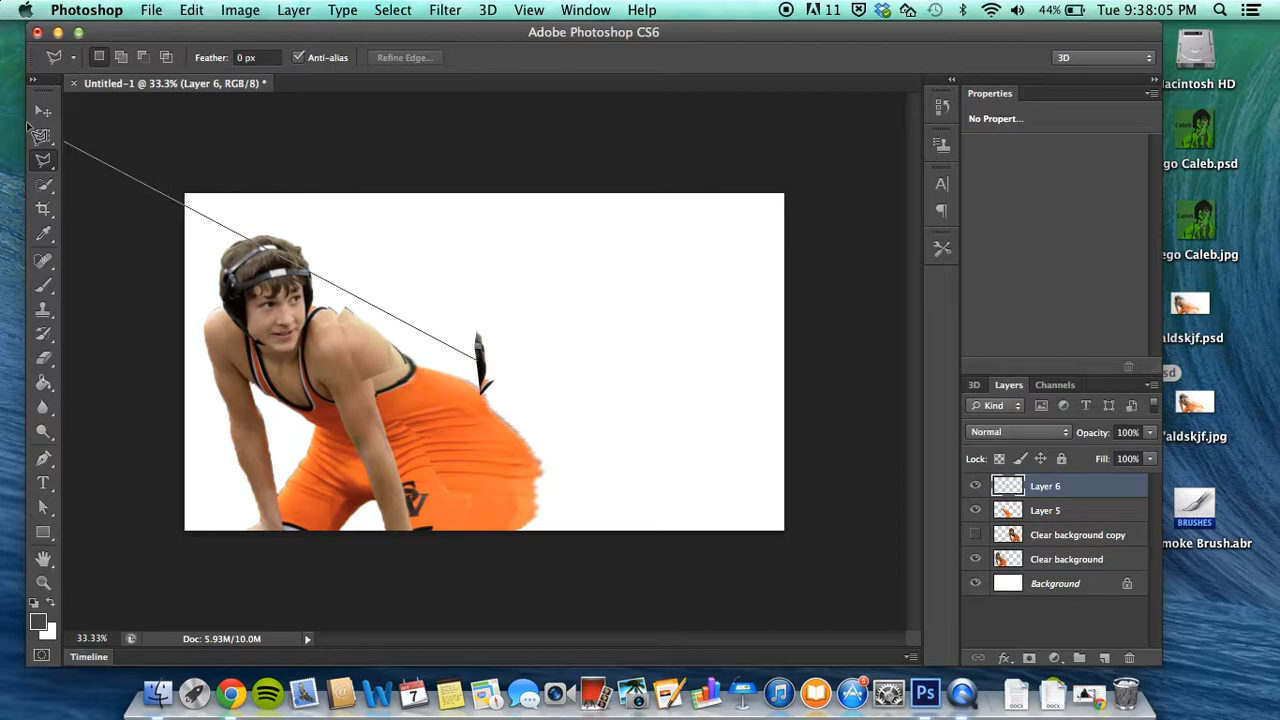 Photoshop File Edit Image Layer Type Select Filter 3D View Window Help 11 44% Tue 9:38:05 PM
Adobe Photoshop CS6
Feather: 0 px Anti-alias Refine Edge... 3D
Untitled-1 @ 33.3% (Layer 6, RGB/8) *
Properties
No Propert...
Macintosh HD
ego Caleb.psd
ego Caleb.jpg
aldskjf.psd
sd
aldskjf.jpg
BRUSHES
moke Brush.abr
3D Layers Channels
Kind
Normal Opacity: 100%
Lock: Fill: 100%
Layer 6
Layer 5
Clear background copy
Clear background
Background
33.33% Doc: 5.93M/10.0M
Timeline